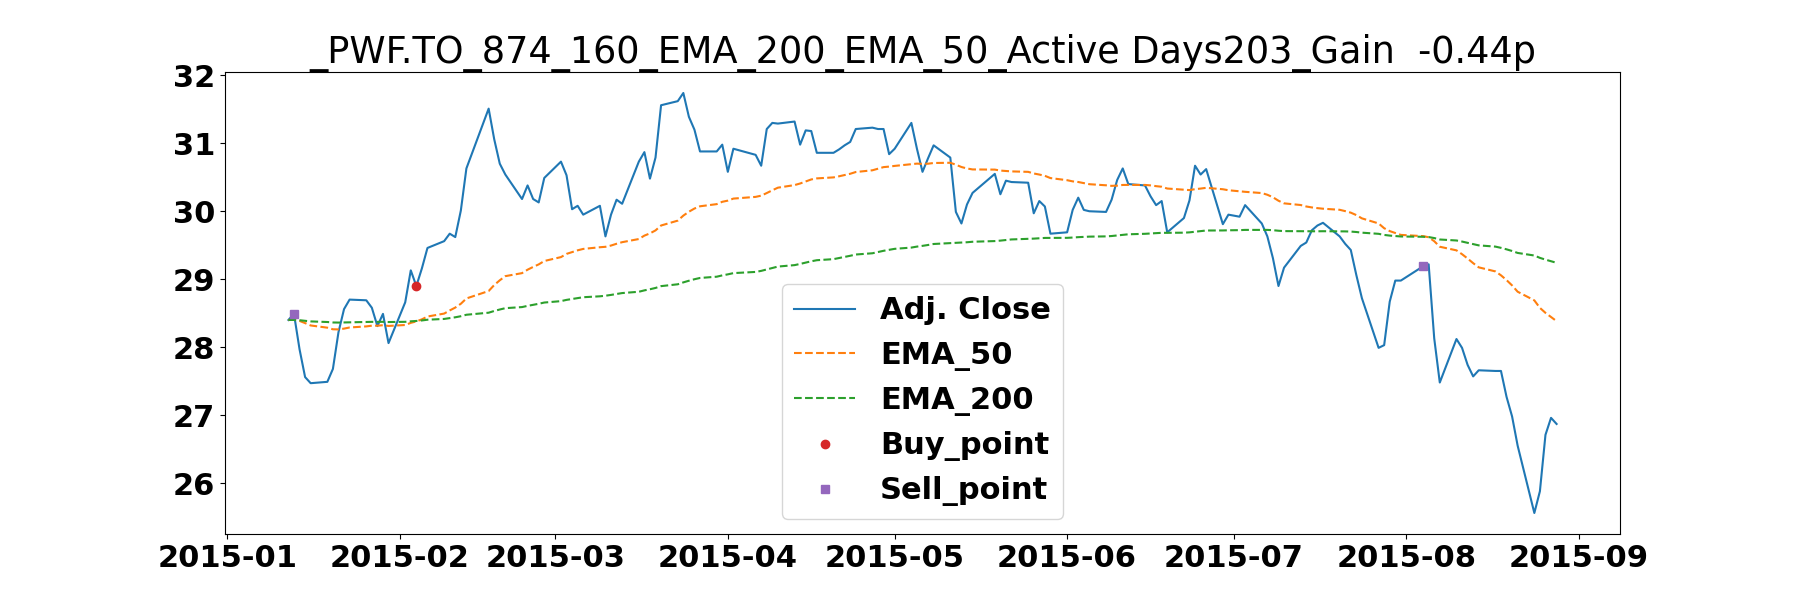 _PWF.TO_874_160_EMA_200_EMA_50_Active Days203_Gain  -0.44p
32
31
30
29
28
27
26
Adj. Close
EMA_50
EMA_200
Buy_point
Sell_point
2015-01 2015-02 2015-03 2015-04 2015-05 2015-06 2015-07 2015-08 2015-09